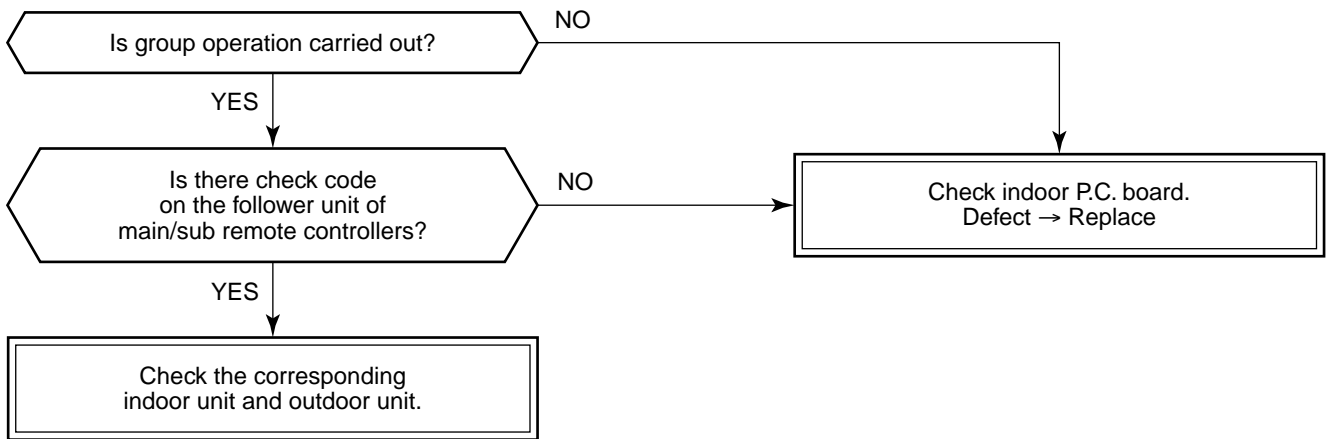 Is group operation carried out?
NO
YES
Is there check code
on the follower unit of
main/sub remote controllers?
NO
Check indoor P.C. board.
Defect → Replace
YES
Check the corresponding
indoor unit and outdoor unit.